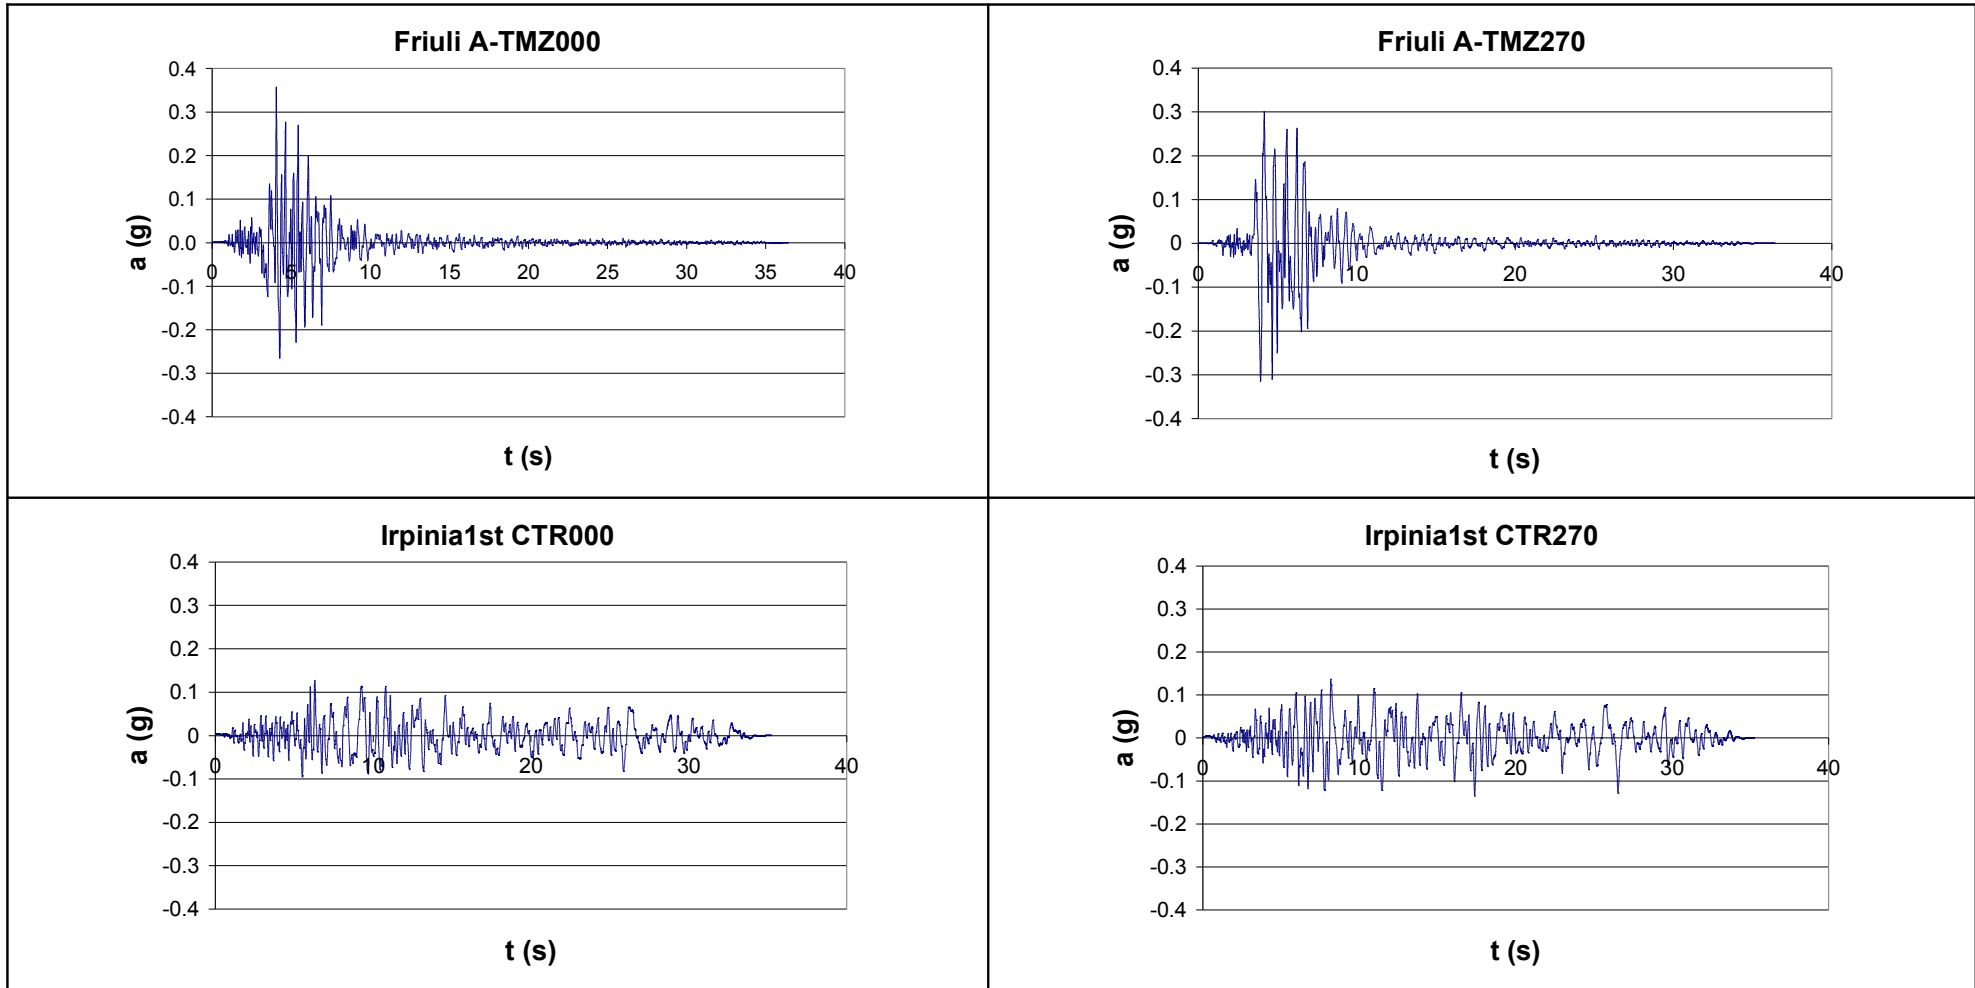 Friuli A-TMZ000
0.4
0.3
0.2
0.1
0.0
-0.1
-0.2
-0.3
-0.4
0 5 10 15 20 25 30 35 40
a (g)
t (s)
Friuli A-TMZ270
0.4
0.3
0.2
0.1
0
-0.1
-0.2
-0.3
-0.4
0 10 20 30 40
a (g)
t (s)
Irpinia1st CTR000
0.4
0.3
0.2
0.1
0
-0.1
-0.2
-0.3
-0.4
0 10 20 30 40
a (g)
t (s)
Irpinia1st CTR270
0.4
0.3
0.2
0.1
0
-0.1
-0.2
-0.3
-0.4
0 10 20 30 40
a (g)
t (s)